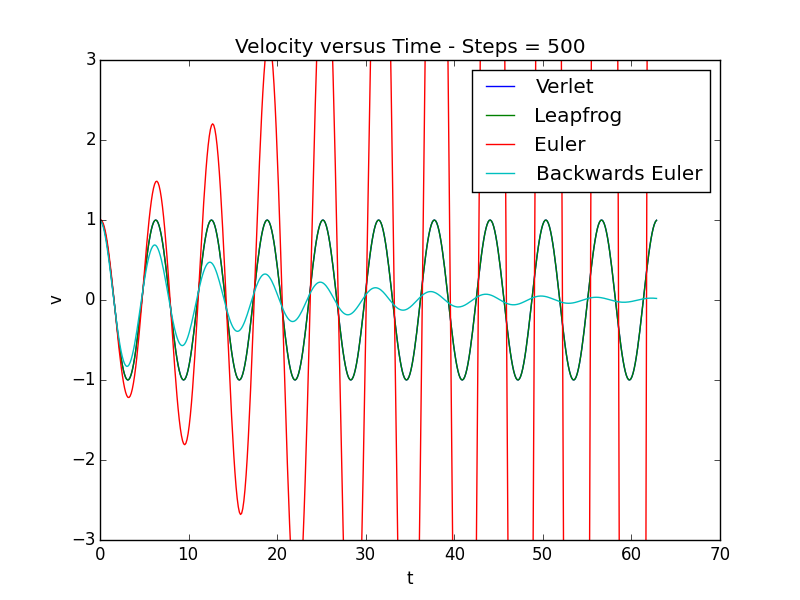 Velocity versus Time - Steps = 500
Verlet
Leapfrog
Euler
Backwards Euler
3
2
1
0
−1
−2
−3
v
0 10 20 30 40 50 60 70
t